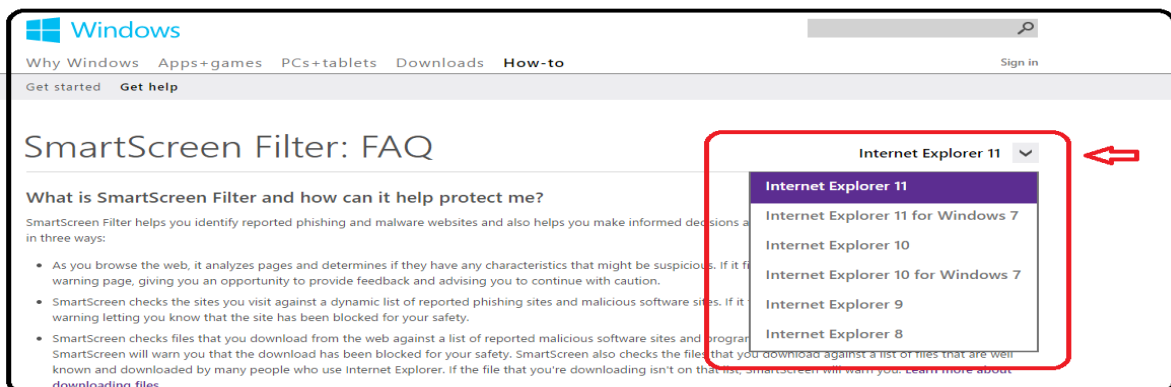 Windows
Why Windows Apps+games PCs+tablets Downloads How-to Sign in
Get started Get help
SmartScreen Filter: FAQ
Internet Explorer 11
Internet Explorer 11
Internet Explorer 11 for Windows 7
Internet Explorer 10
Internet Explorer 10 for Windows 7
Internet Explorer 9
Internet Explorer 8
What is SmartScreen Filter and how can it help protect me?
SmartScreen Filter helps you identify reported phishing and malware websites and also helps you make informed decisions
in three ways:
• As you browse the web, it analyzes pages and determines if they have any characteristics that might be suspicious. If it
warning page, giving you an opportunity to provide feedback and advising you to continue with caution.
• SmartScreen checks the sites you visit against a dynamic list of reported phishing sites and malicious software sites. If it
warning letting you know that the site has been blocked for your safety.
• SmartScreen checks files that you download from the web against a list of reported malicious software sites and
SmartScreen will warn you that the download has been blocked for your safety. SmartScreen also checks the files that you download against a list of files that are well
known and downloaded by many people who use Internet Explorer. If the file that you're downloading isn't on that list, SmartScreen will warn you. Learn more about
downloading files